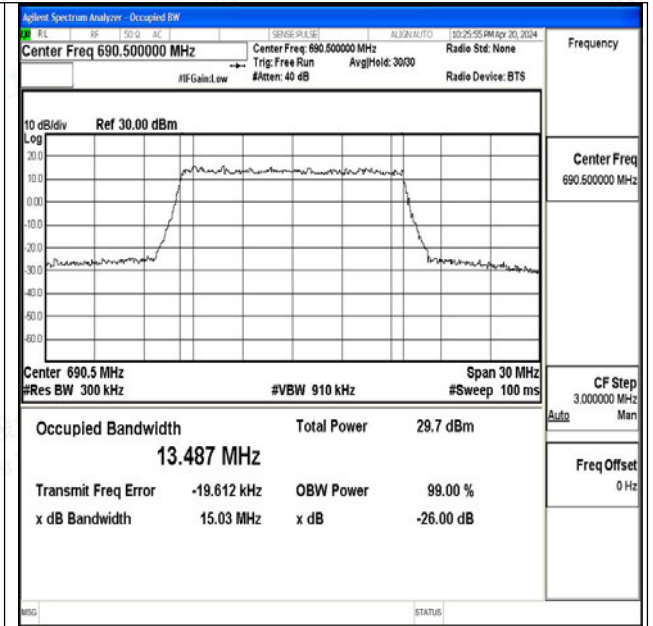 Agilent Spectrum Analyzer - Occupied BW
RL RF 50 Ω AC SENSE:PULSE ALIGN AUTO 10:25:55 PM Apr 20, 2024
Center Freq 690.500000 MHz
Center Freq: 690.500000 MHz Radio Std: None
Trig: Free Run Avg|Hold: 30/30
#IFGain:Low #Atten: 40 dB Radio Device: BTS
10 dB/div Ref 30.00 dBm
Log
20.0
10.0
0.00
-10.0
-20.0
-30.0
-40.0
-50.0
-60.0
Center 690.5 MHz Span 30 MHz
#Res BW 300 kHz #VBW 910 kHz #Sweep 100 ms
Occupied Bandwidth Total Power 29.7 dBm
13.487 MHz
Transmit Freq Error -19.612 kHz OBW Power 99.00 %
x dB Bandwidth 15.03 MHz x dB -26.00 dB
MSG STATUS
Frequency
Center Freq
690.500000 MHz
CF Step
3.000000 MHz
Auto Man
Freq Offset
0 Hz